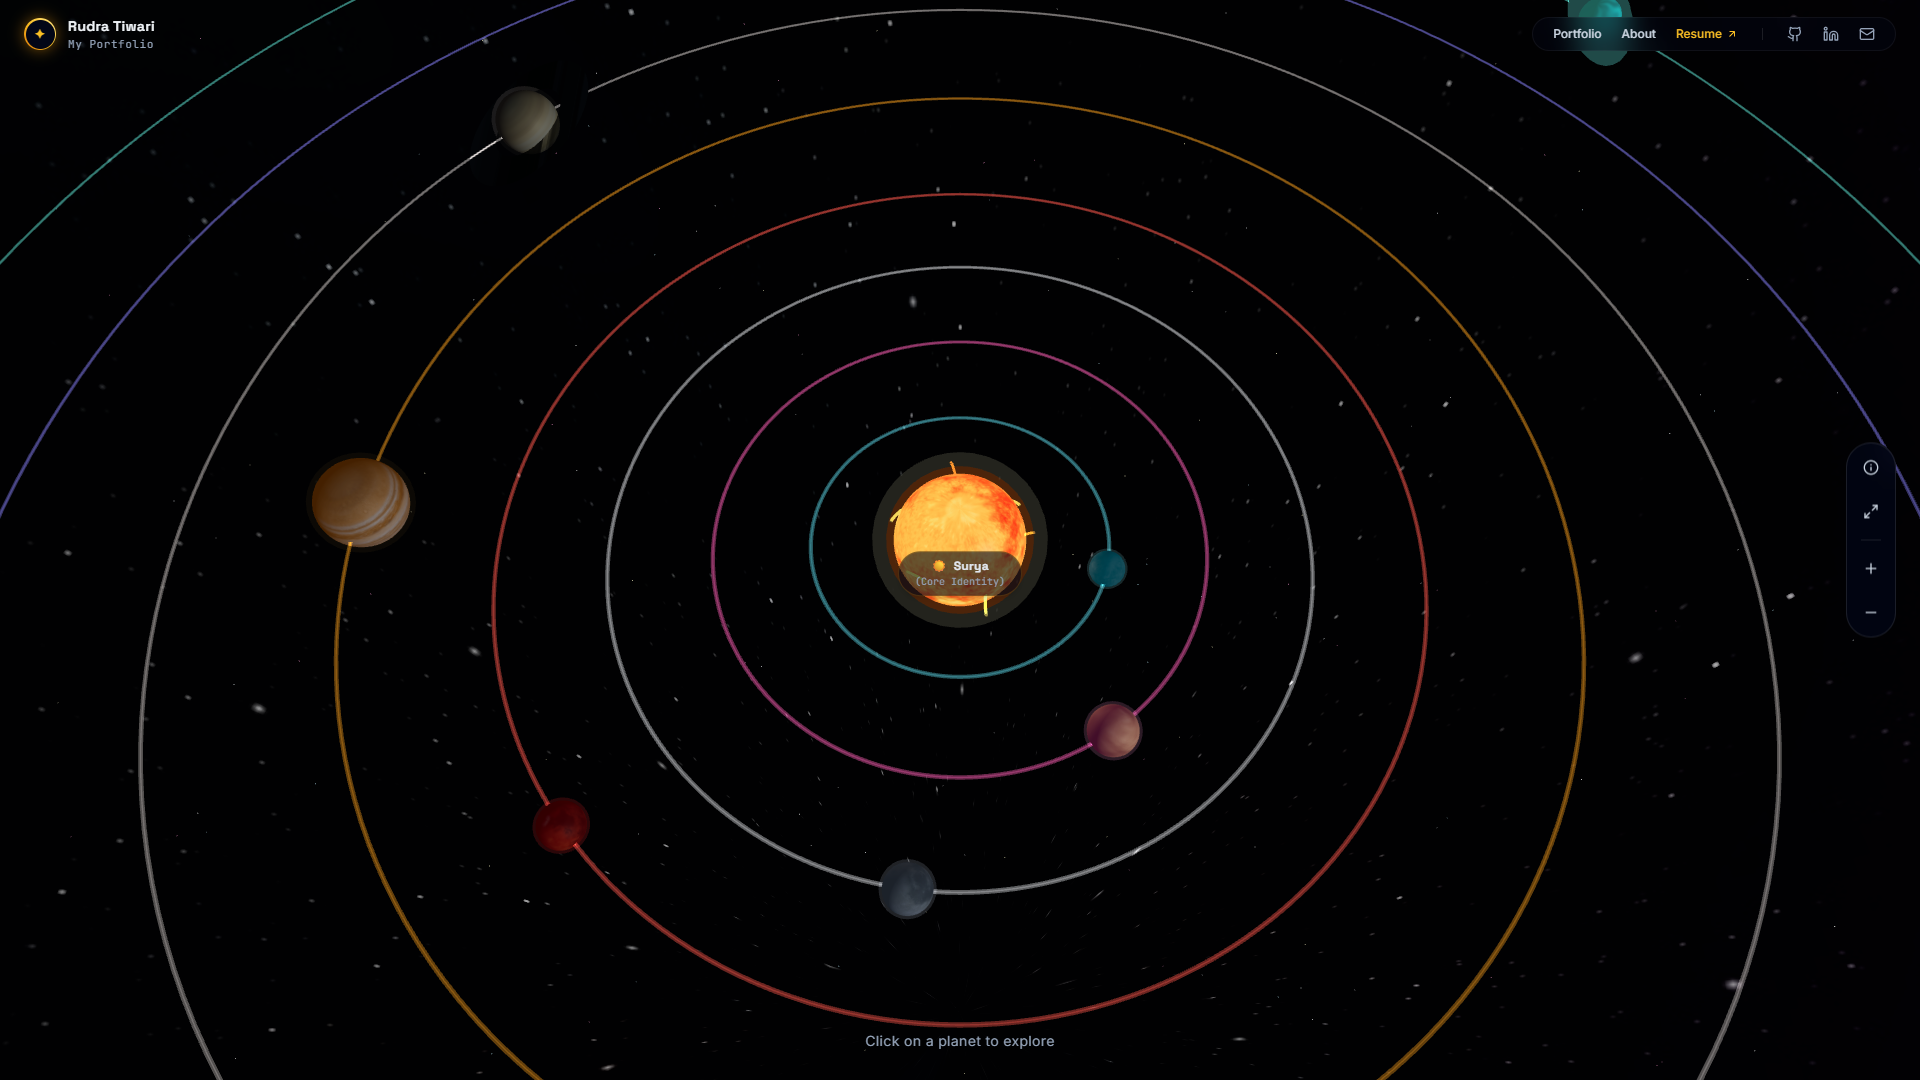 Rudra Tiwari
My Portfolio
Portfolio
About
Resume ↗
Surya
(Core Identity)
Click on a planet to explore